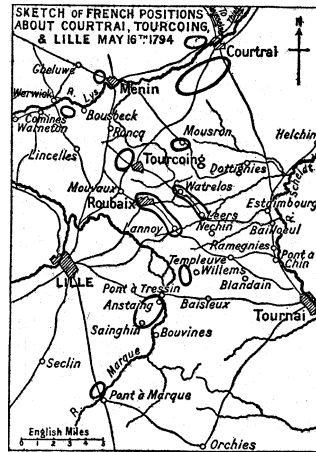 SKETCH OF FRENCH POSITIONS
ABOUT COURTRAI, TOURCOING,
& LILLE MAY 16TH 1794
Courtrai
Gheluwe
Menin
R. Lys
Werwick
Comines
Warneton
Bousbeck
Roncq
Mousron
Helchin
Lincelles
Tourcoing
Dottignies
R. Scheldt
Mouvaux
Watrelos
Roubaix
Estambourg
Leers
Bailloeul
Lannoy
Nechin
Ramegnies
Pont à
Chin
Templeuve
Willems
LILLE
Blandain
Pont à Tressin
Anstaing
Baisieux
Tournai
Sainghin
Bouvines
Seclin
R. Marque
Pont à Marque
English Miles
0 1 2 3 4 5
Orchies